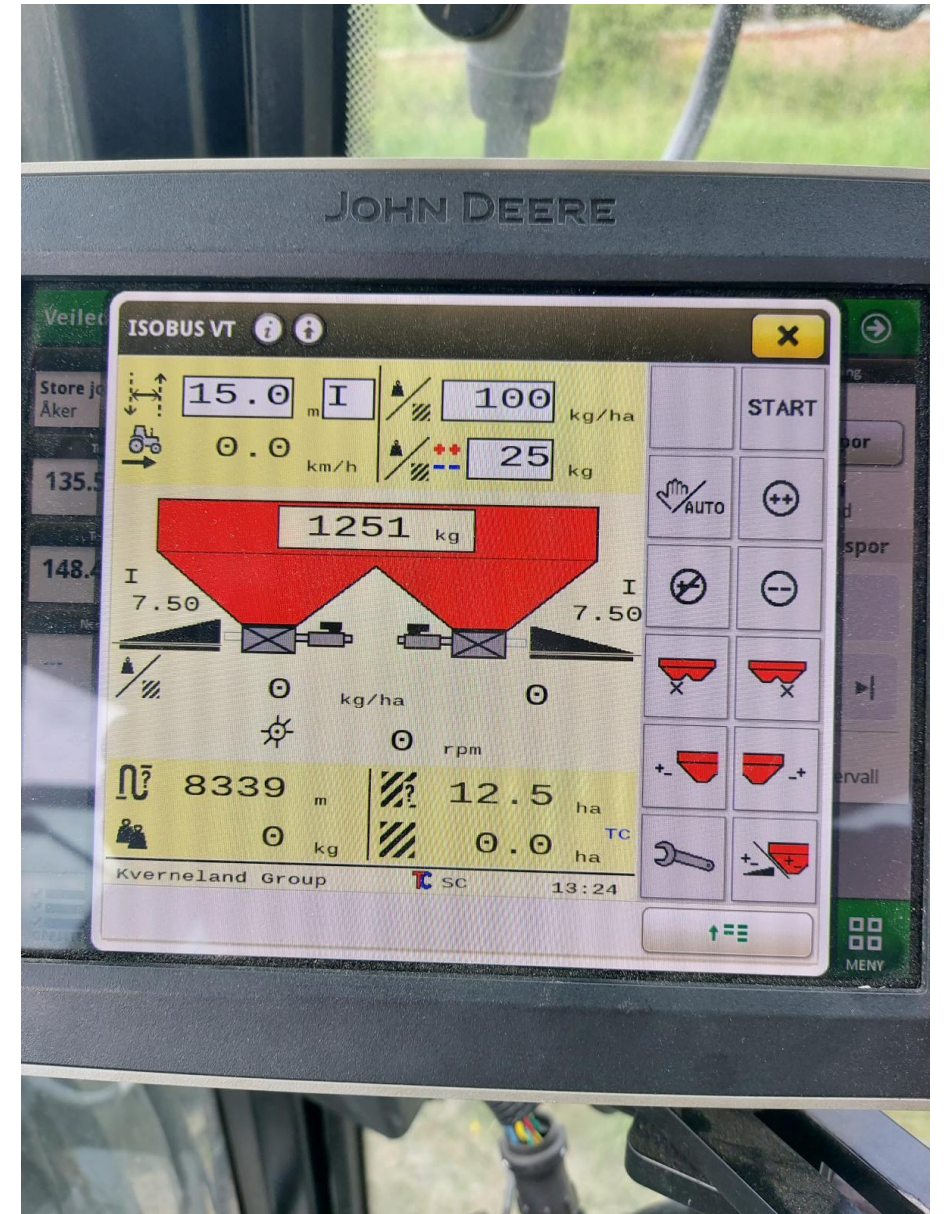 JOHN DEERE
ISOBUS VT
15.0 m I
100 kg/ha
0.0 km/h
25 kg
START
AUTO
1251 kg
I
7.50
I
7.50
0 kg/ha 0
0 rpm
8339 m
12.5 ha
0 kg
0.0 ha TC
Kverneland Group TC SC 13:24
Store jo
Åker
135.5
148.4
spor
MENY